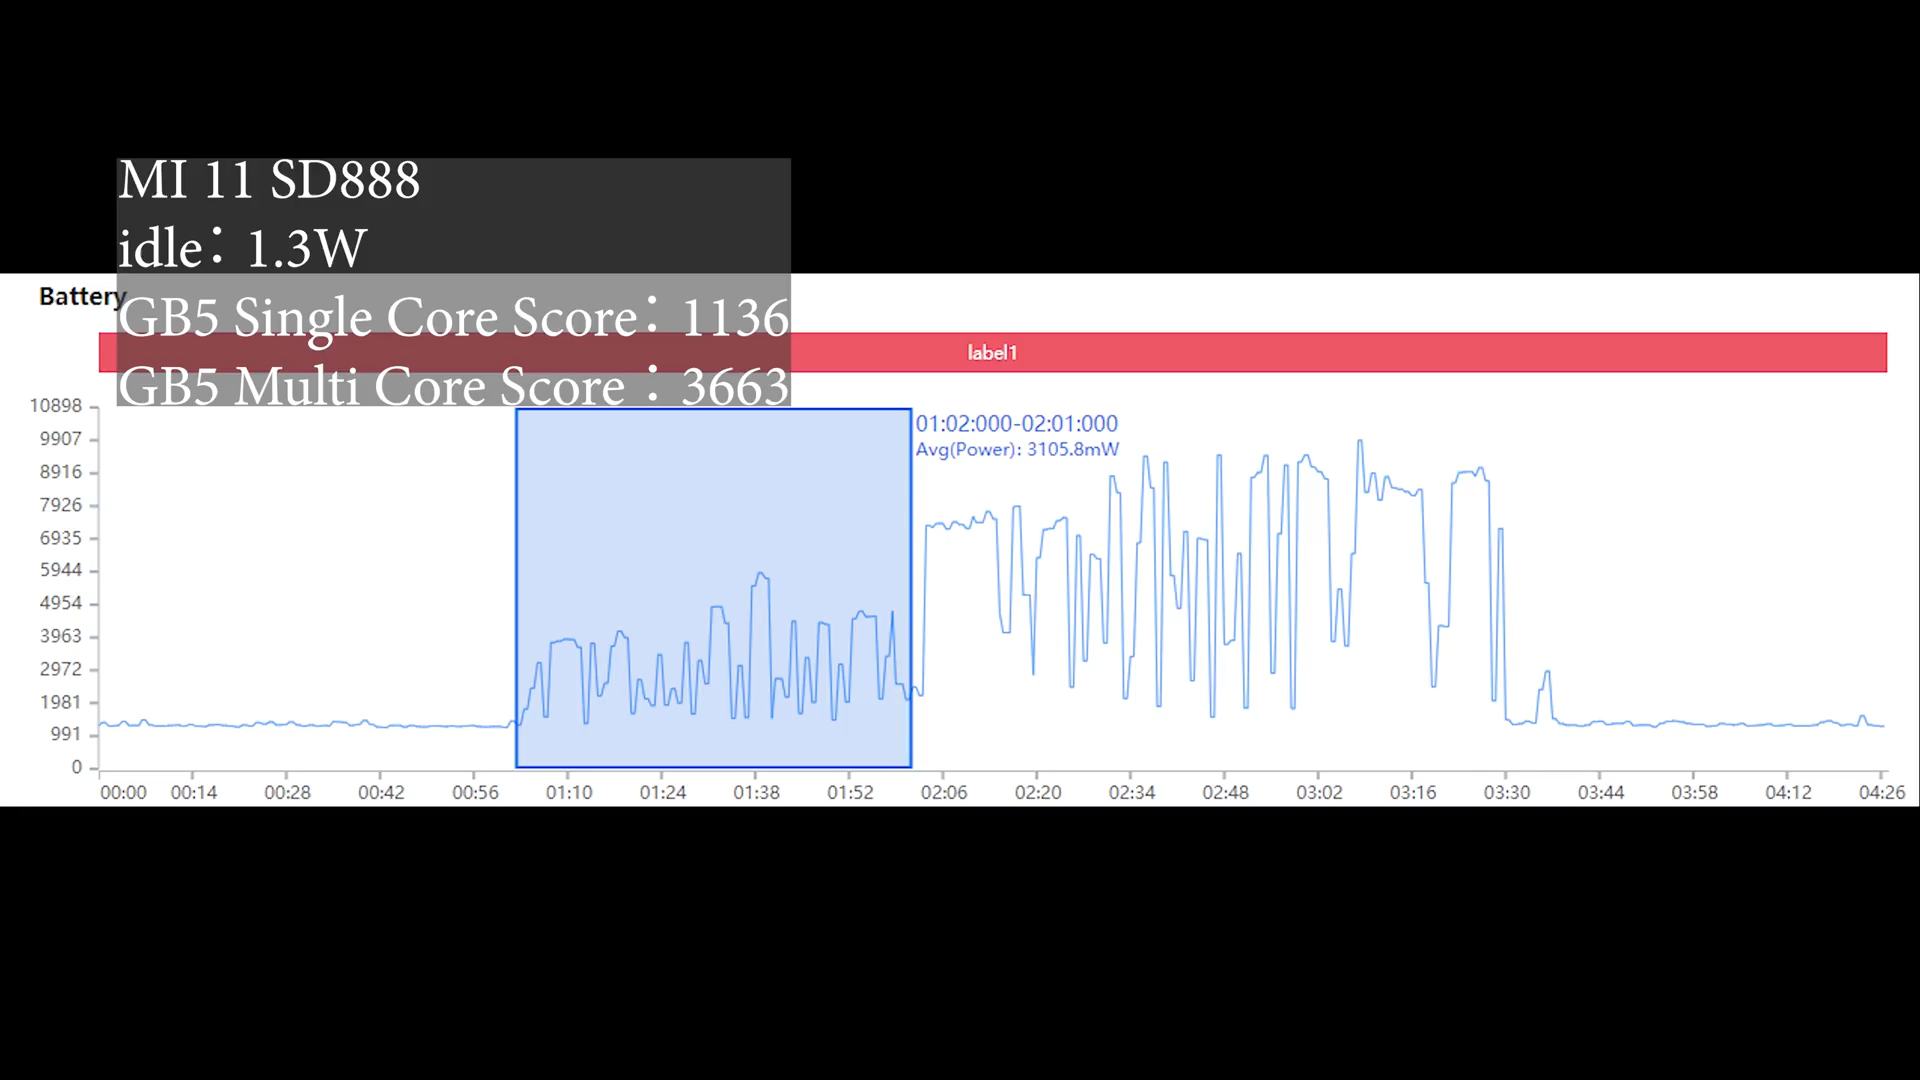 MI 11 SD888
idle：1.3W
Battery
GB5 Single Core Score：1136
label1
GB5 Multi Core Score：3663
10898
9907
8916
7926
6935
5944
4954
3963
2972
1981
991
0
01:02:000-02:01:000
Avg(Power): 3105.8mW
00:00 00:14 00:28 00:42 00:56 01:10 01:24 01:38 01:52 02:06 02:20 02:34 02:48 03:02 03:16 03:30 03:44 03:58 04:12 04:26